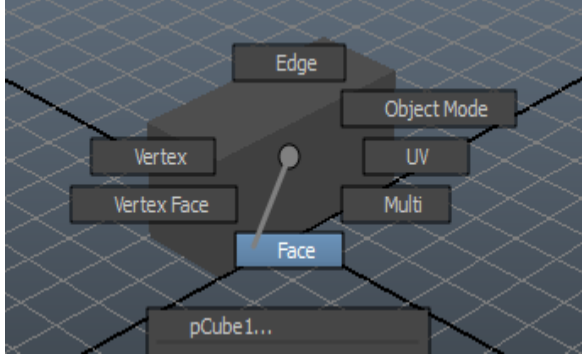 Edge
Object Mode
Vertex
UV
Vertex Face
Multi
Face
pCube1...